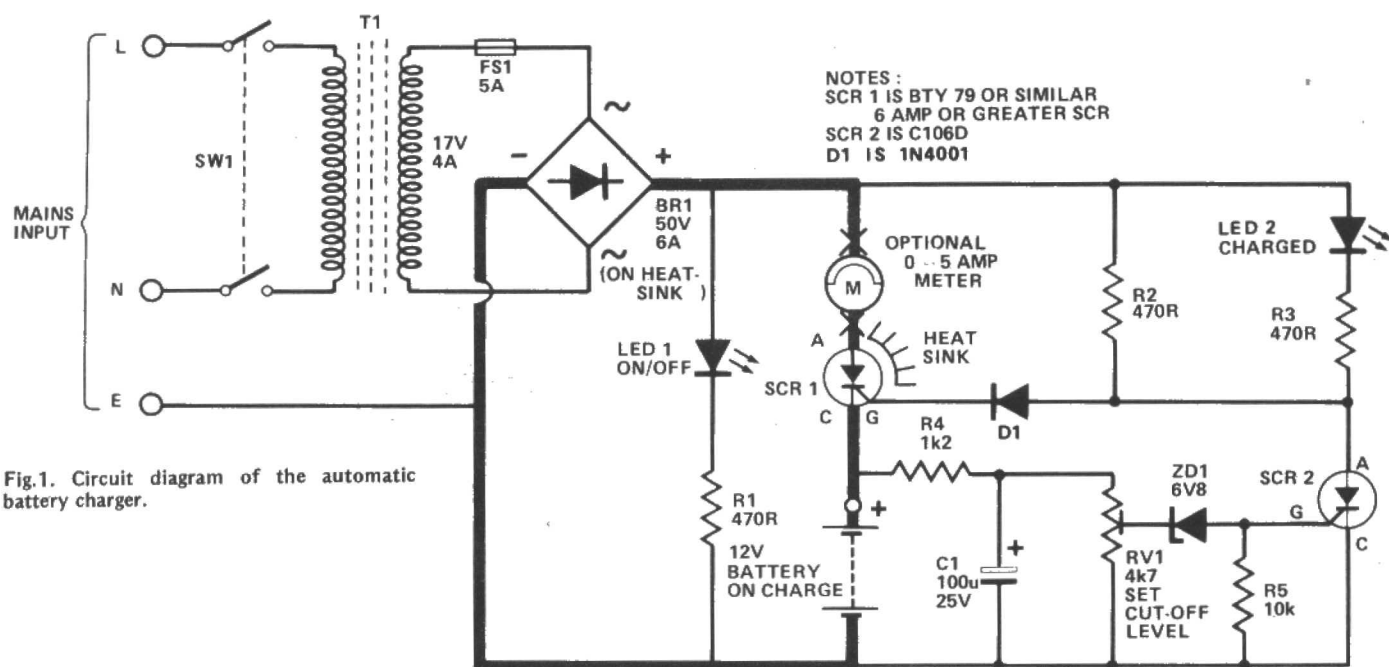 T1
L
FS1
5A
~
NOTES :
SCR 1 IS BTY 79 OR SIMILAR
6 AMP OR GREATER SCR
SCR 2 IS C106D
D1 IS 1N4001
SW1
17V
4A
-
+
MAINS
INPUT
BR1
50V
6A
~
(ON HEAT-
SINK )
OPTIONAL
0 - 5 AMP
METER
M
LED 2
CHARGED
R2
470R
R3
470R
N
LED 1
ON/OFF
A
HEAT
SINK
SCR 1
C
G
D1
E
R4
1k2
Fig.1. Circuit diagram of the automatic
battery charger.
R1
470R
+
12V
BATTERY
ON CHARGE
C1
100u
25V
+
RV1
4k7
SET
CUT-OFF
LEVEL
ZD1
6V8
SCR 2
A
G
C
R5
10k